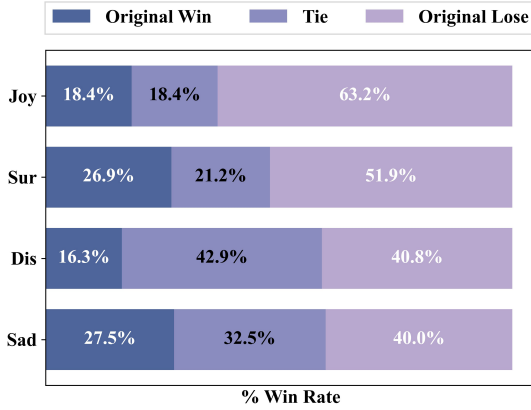 Original Win Tie Original Lose
Joy 18.4% 18.4% 63.2%
Sur 26.9% 21.2% 51.9%
Dis 16.3% 42.9% 40.8%
Sad 27.5% 32.5% 40.0%
% Win Rate